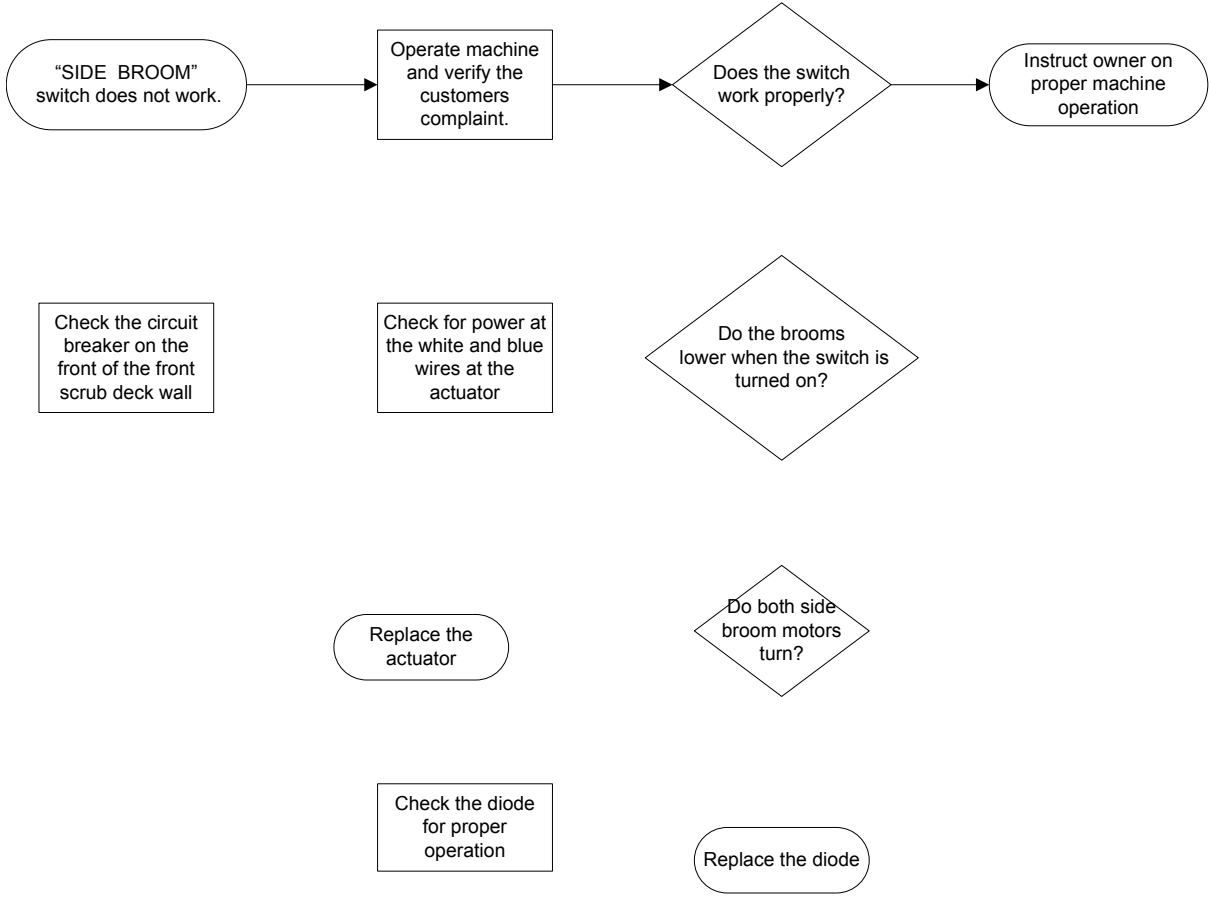 “SIDE  BROOM”
switch does not work.
Operate machine
and verify the
customers
complaint.
Does the switch
work properly?
Instruct owner on
proper machine
operation
Check the circuit
breaker on the
front of the front
scrub deck wall
Check for power at
the white and blue
wires at the
actuator
Do the brooms
lower when the switch is
turned on?
Replace the
actuator
Do both side
broom motors
turn?
Check the diode
for proper
operation
Replace the diode